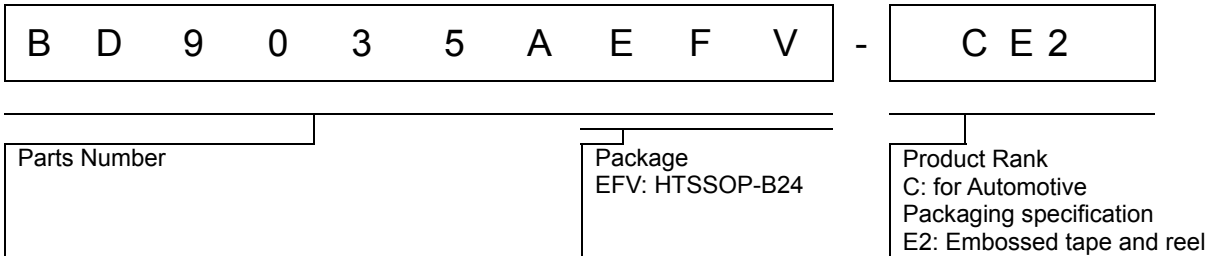 B D 9 0 3 5 A E F V - C E 2
Parts Number
Package
EFV: HTSSOP-B24
Product Rank
C: for Automotive
Packaging specification
E2: Embossed tape and reel